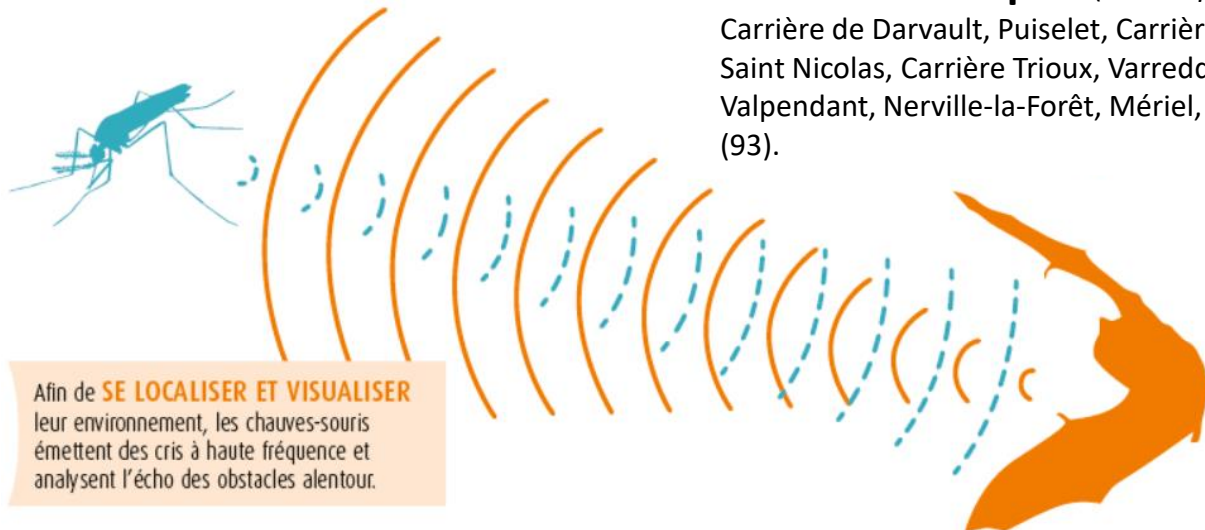 Carrière de Darvault, Puiselet, Carrièr
Saint Nicolas, Carrière Trioux, Varredd
Valpendant, Nerville-la-Forêt, Mériel,
(93).
Afin de SE LOCALISER ET VISUALISER
leur environnement, les chauves-souris
émettent des cris à haute fréquence et
analysent l'écho des obstacles alentour.